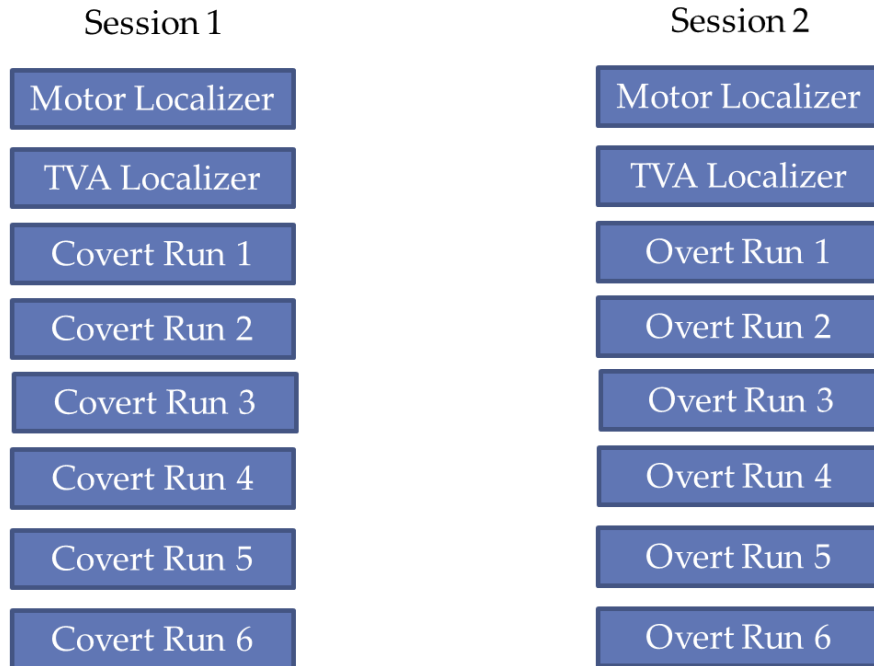 Session 1
Motor Localizer
TVA Localizer
Covert Run 1
Covert Run 2
Covert Run 3
Covert Run 4
Covert Run 5
Covert Run 6
Session 2
Motor Localizer
TVA Localizer
Overt Run 1
Overt Run 2
Overt Run 3
Overt Run 4
Overt Run 5
Overt Run 6